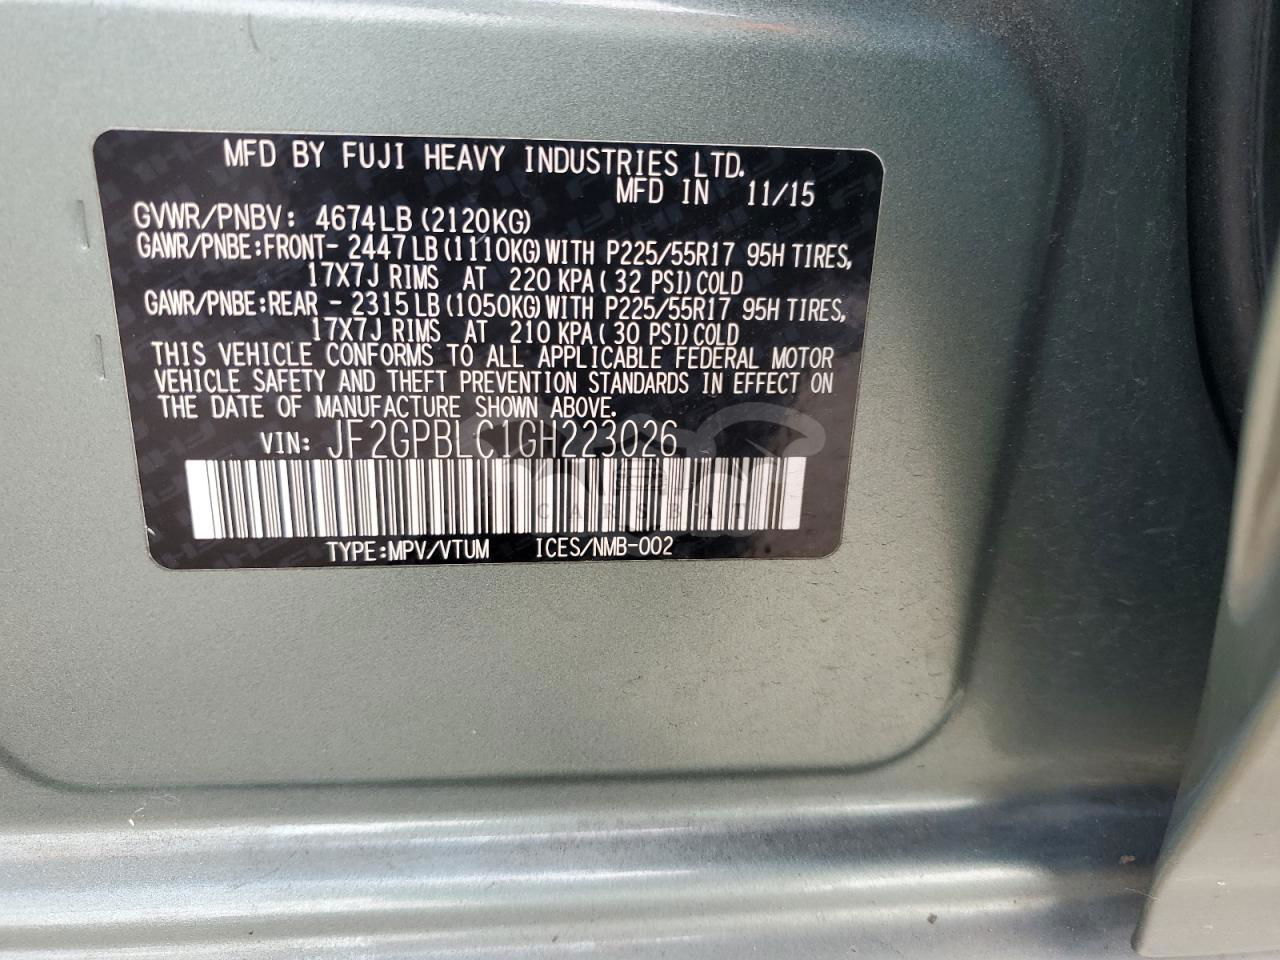 MFD BY FUJI HEAVY INDUSTRIES LTD.
MFD IN 11/15
GVWR/PNBV: 4674LB (2120KG)
GAWR/PNBE:FRONT- 2447LB (1110KG) WITH P225/55R17 95H TIRES,
17X7J RIMS AT 220 KPA ( 32 PSI) COLD
GAWR/PNBE:REAR - 2315LB (1050KG) WITH P225/55R17 95H TIRES,
17X7J RIMS AT 210 KPA ( 30 PSI) COLD
THIS VEHICLE CONFORMS TO ALL APPLICABLE FEDERAL MOTOR
VEHICLE SAFETY AND THEFT PREVENTION STANDARDS IN EFFECT ON
THE DATE OF MANUFACTURE SHOWN ABOVE.
VIN: JF2GPBLC1GH223026
CARSBAD
TYPE:MPV/VTUM ICES/NMB-002